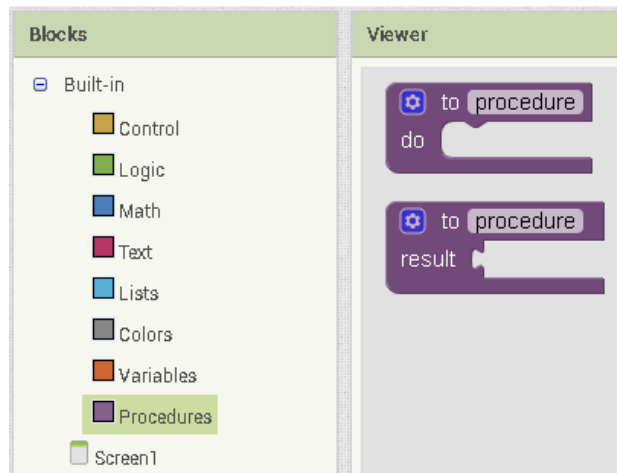 Blocks
Built-in
Control
Logic
Math
Text
Lists
Colors
Variables
Procedures
Screen1
Viewer
to procedure
do
to procedure
result